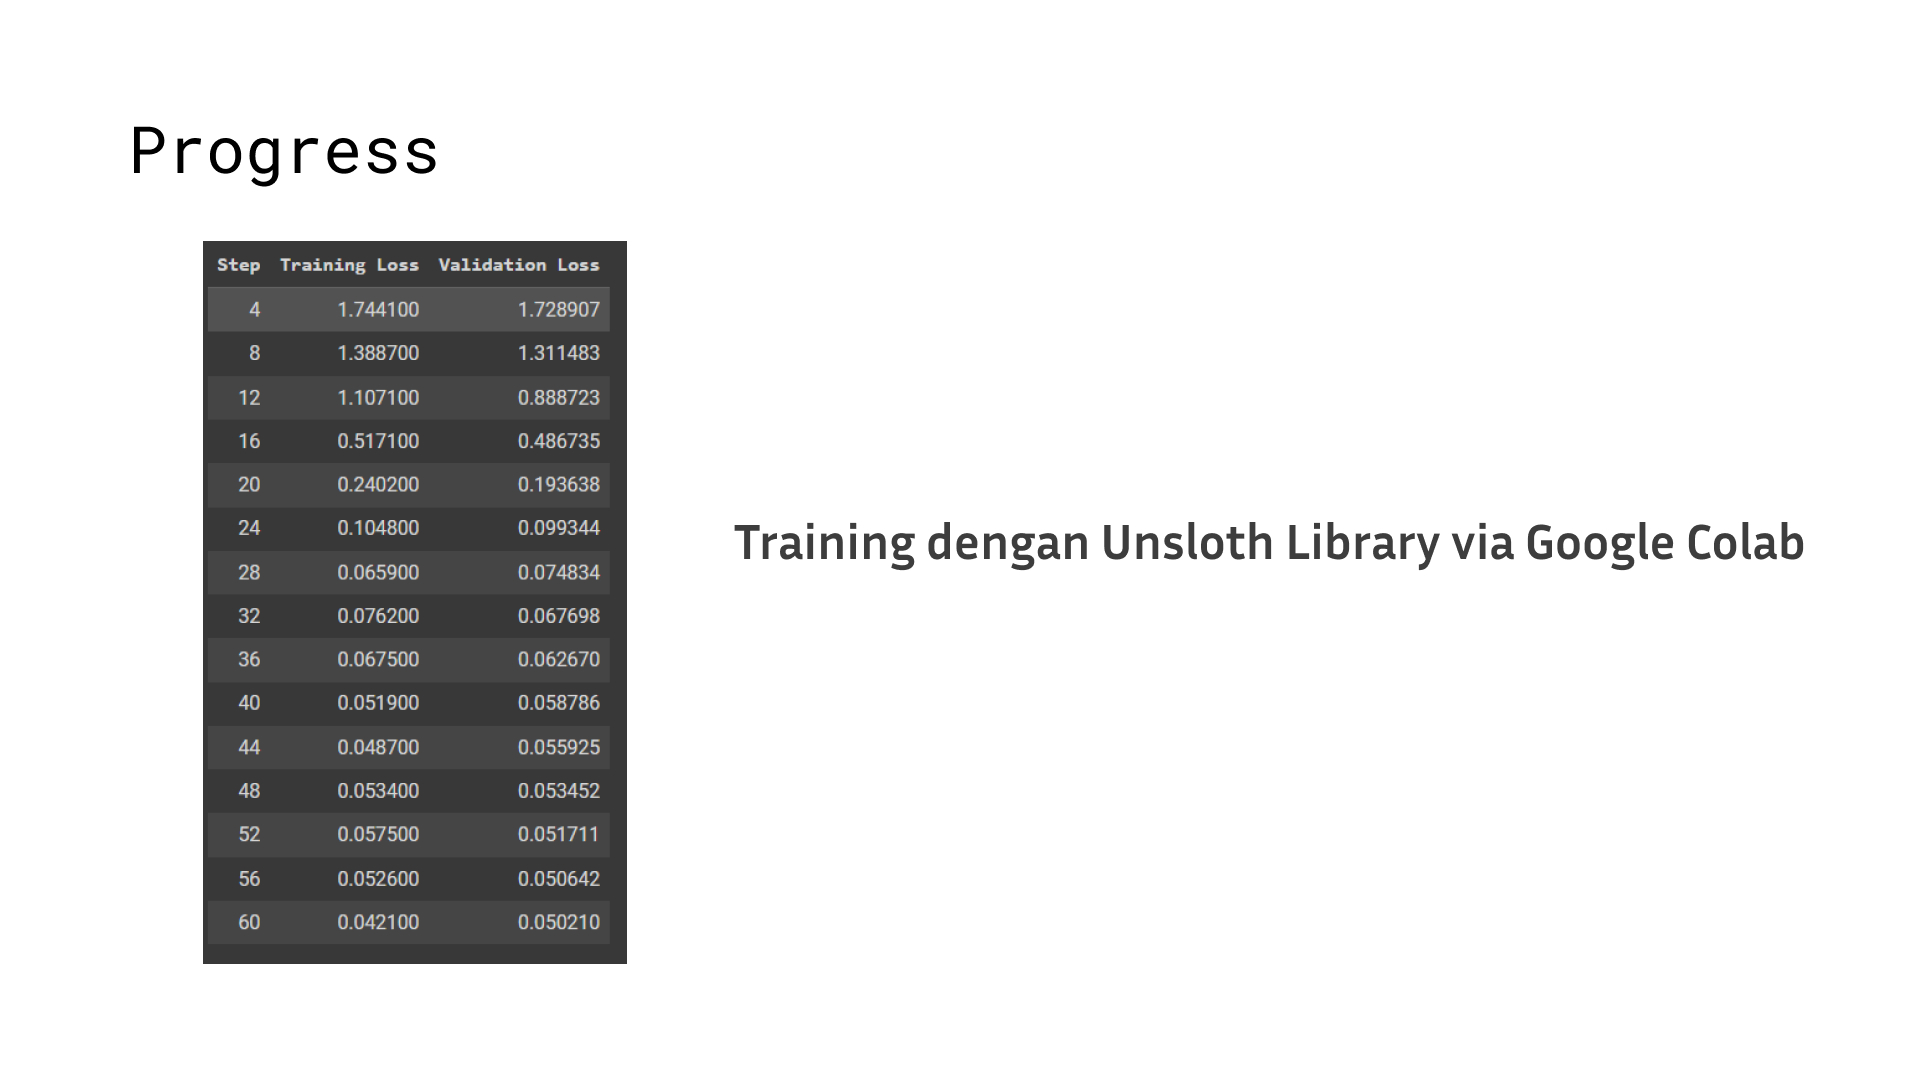 Progress
Step Training Loss Validation Loss
4 1.744100 1.728907
8 1.388700 1.311483
12 1.107100 0.888723
16 0.517100 0.486735
20 0.240200 0.193638
24 0.104800 0.099344
28 0.065900 0.074834
32 0.076200 0.067698
36 0.067500 0.062670
40 0.051900 0.058786
44 0.048700 0.055925
48 0.053400 0.053452
52 0.057500 0.051711
56 0.052600 0.050642
60 0.042100 0.050210
Training dengan Unsloth Library via Google Colab